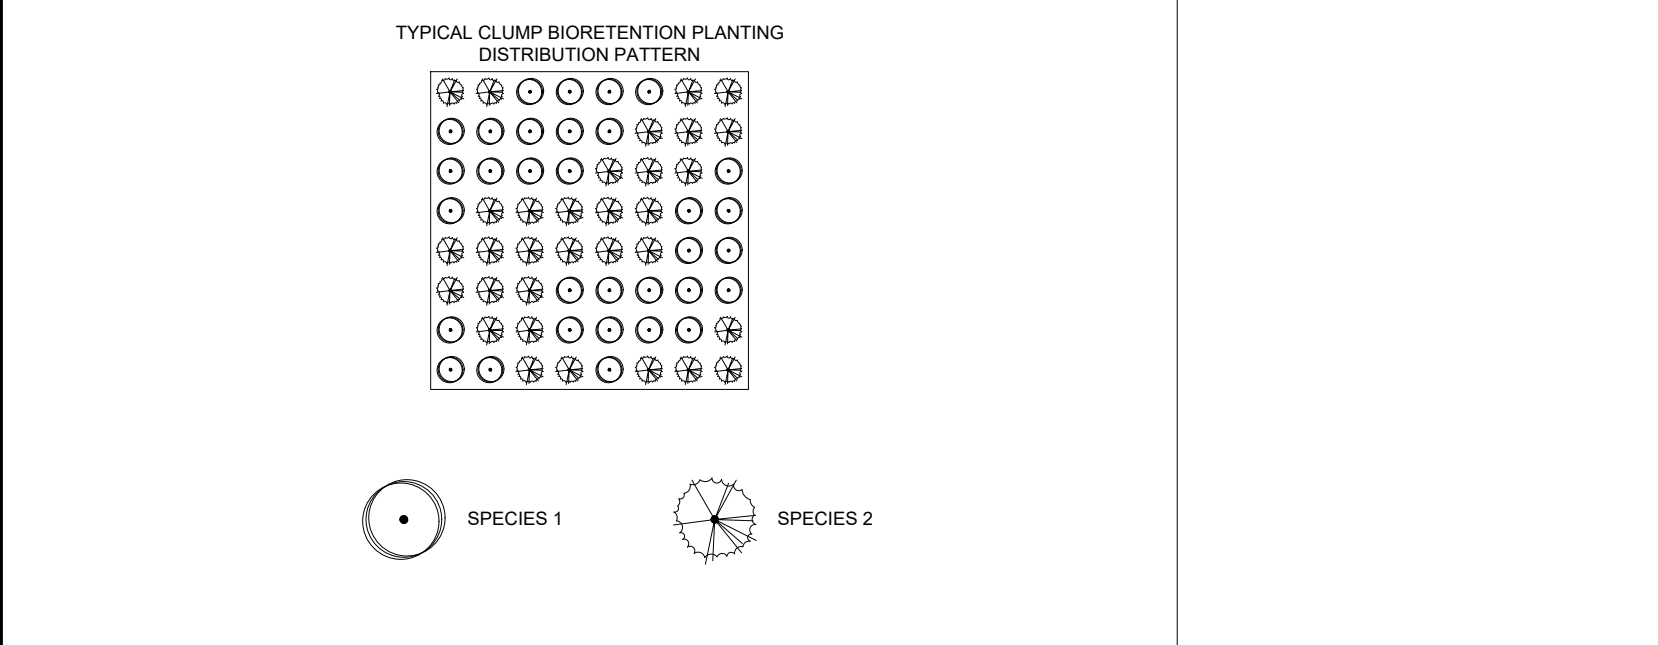 TYPICAL CLUMP BIORETENTION PLANTING
DISTRIBUTION PATTERN
SPECIES 1
SPECIES 2